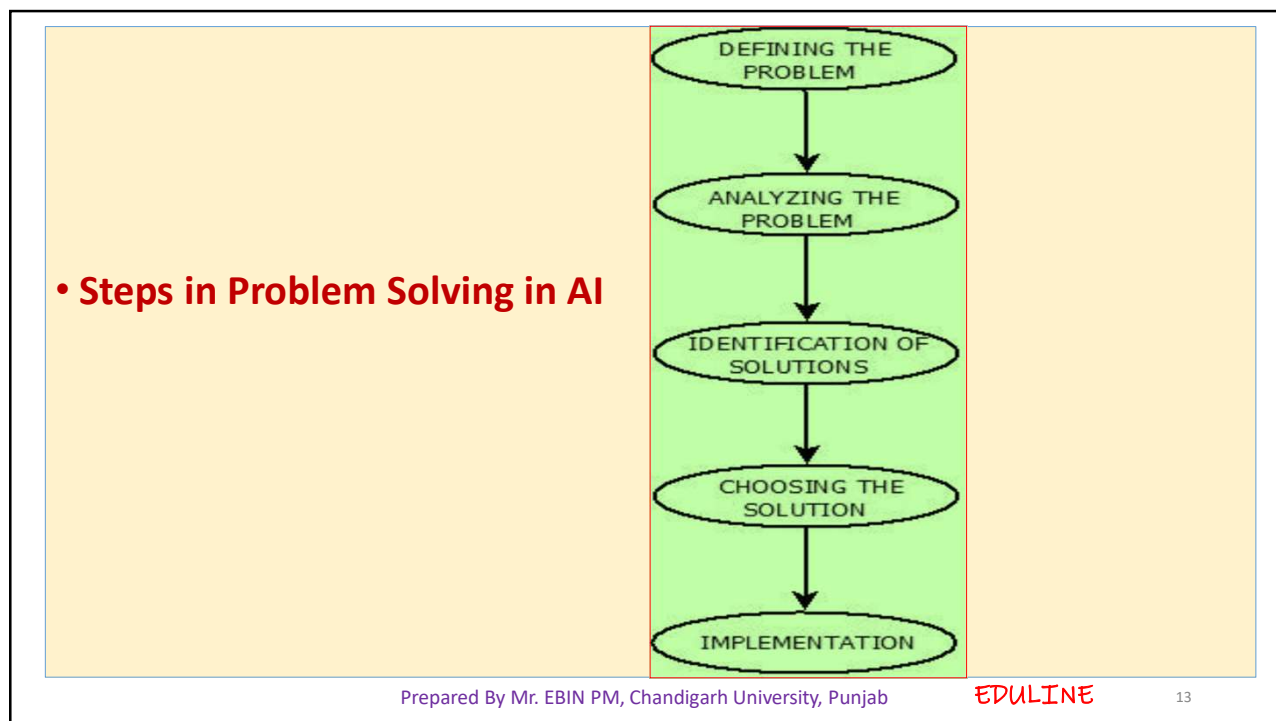 • Steps in Problem Solving in AI
DEFINING THE
PROBLEM
ANALYZING THE
PROBLEM
IDENTIFICATION OF
SOLUTIONS
CHOOSING THE
SOLUTION
IMPLEMENTATION
Prepared By Mr. EBIN PM, Chandigarh University, Punjab EDULINE 13